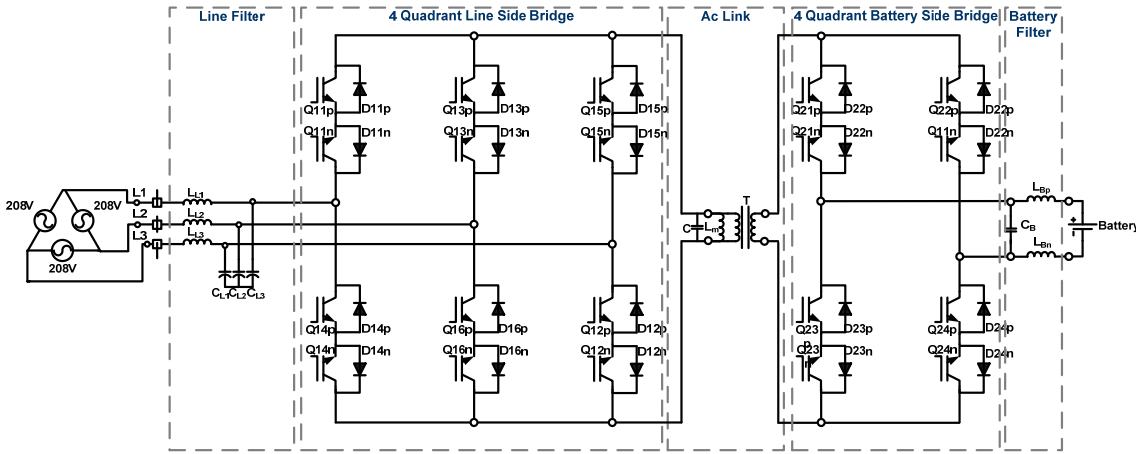 Line Filter
4 Quadrant Line Side Bridge
Ac Link
4 Quadrant Battery Side Bridge
Battery
Filter
Q11p
D11p
Q13p
D13p
Q15p
D15p
Q21p
D22p
Q22p
D22p
Q11n
D11n
Q13n
D13n
Q15n
D15n
Q21n
D22n
Q11n
D22n
L1
LL1
208V
208V
L2
LL2
L3
LL3
208V
CL1
CL2
CL3
T
C
Lm
LBp
CB
LBn
+
-
Battery
Q14p
D14p
Q16p
D16p
Q12p
D12p
Q23
p
D23p
Q24p
D24p
Q14n
D14n
Q16n
D16n
Q12n
D12n
Q23
n
D23n
Q24n
D24n